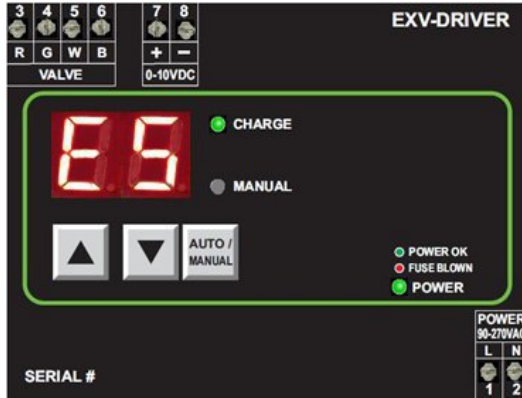 3 4 5 6
R G W B
VALVE
7 8
+ −
0-10VDC
EXV-DRIVER
E5
CHARGE
MANUAL
▲ ▼ AUTO /
MANUAL
POWER OK
FUSE BLOWN
POWER
POWER
90-270VAC
L N
1 2
SERIAL #